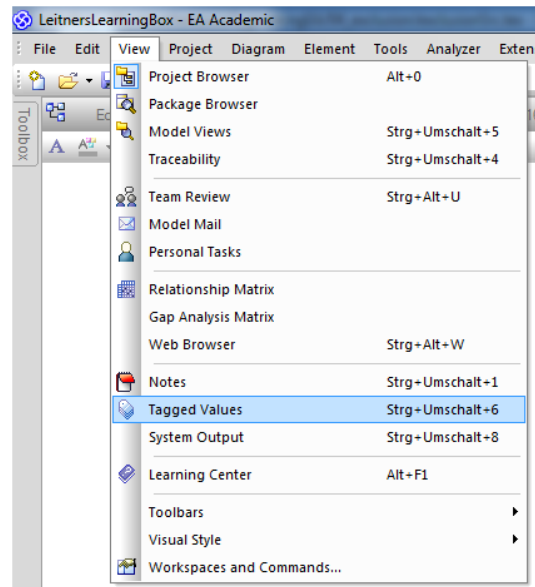 LeitnersLearningBox - EA Academic
File Edit View Project Diagram Element Tools Analyzer Exten
Toolbox
Project Browser Alt+0
Package Browser
Model Views Strg+Umschalt+5
Traceability Strg+Umschalt+4
Team Review Strg+Alt+U
Model Mail
Personal Tasks
Relationship Matrix
Gap Analysis Matrix
Web Browser Strg+Alt+W
Notes Strg+Umschalt+1
Tagged Values Strg+Umschalt+6
System Output Strg+Umschalt+8
Learning Center Alt+F1
Toolbars
Visual Style
Workspaces and Commands...